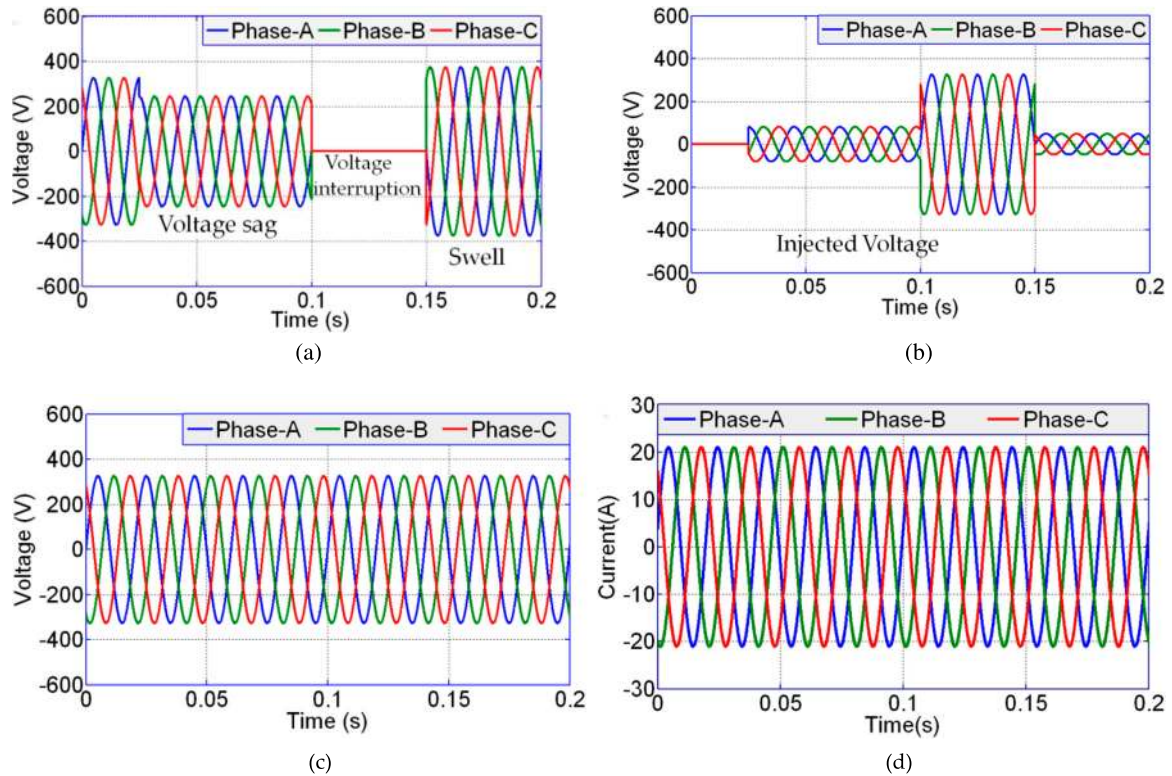 600
Phase-A Phase-B Phase-C
400
200
0
-200
-400
-600
Voltage (V)
Voltage
interruption
Voltage sag
Swell
0 0.05 0.1 0.15 0.2
Time (s)
(a)
600
Phase-A Phase-B Phase-C
400
200
0
-200
-400
-600
Voltage (V)
Injected Voltage
0 0.05 0.1 0.15 0.2
Time (s)
(b)
600
Phase-A Phase-B Phase-C
400
200
0
-200
-400
-600
Voltage (V)
0 0.05 0.1 0.15 0.2
Time (s)
(c)
30
Phase-A Phase-B Phase-C
20
10
0
-10
-20
-30
Currrent(A)
0 0.05 0.1 0.15 0.2
Time(s)
(d)